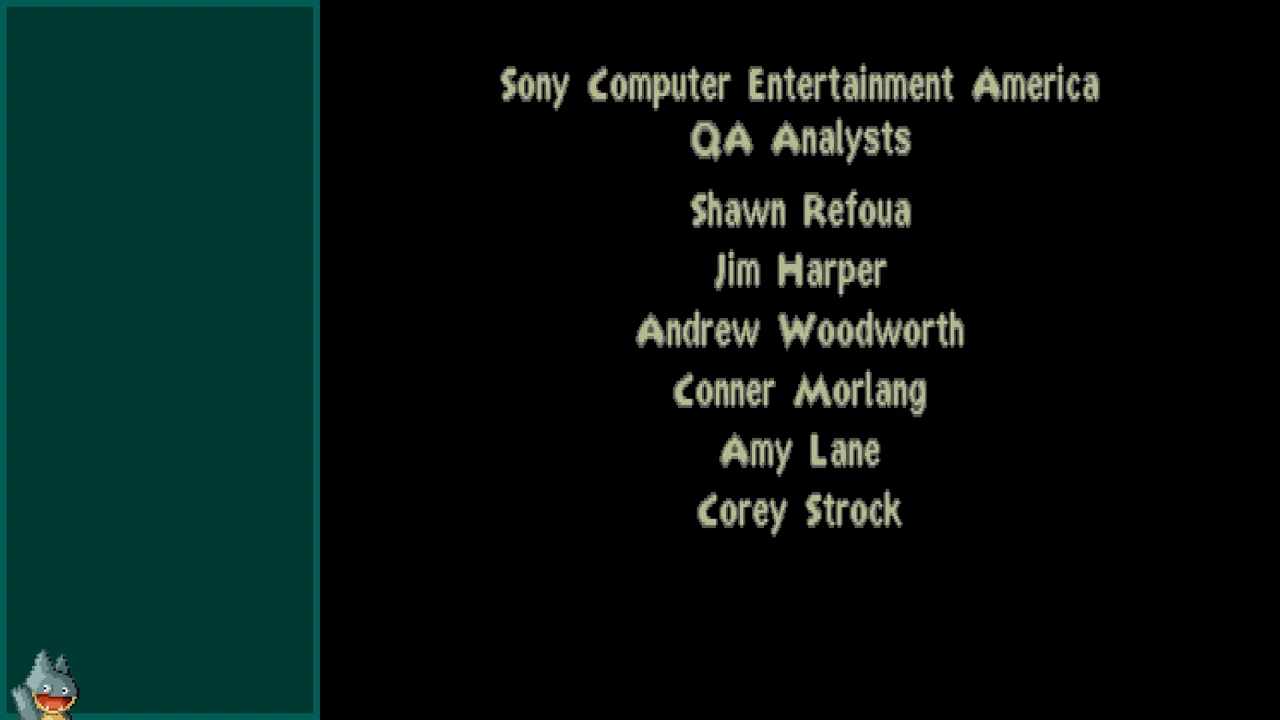 Sony Computer Entertainment America
QA Analysts
Shawn Refoua
Jim Harper
Andrew Woodworth
Conner Morlang
Amy Lane
Corey Strock